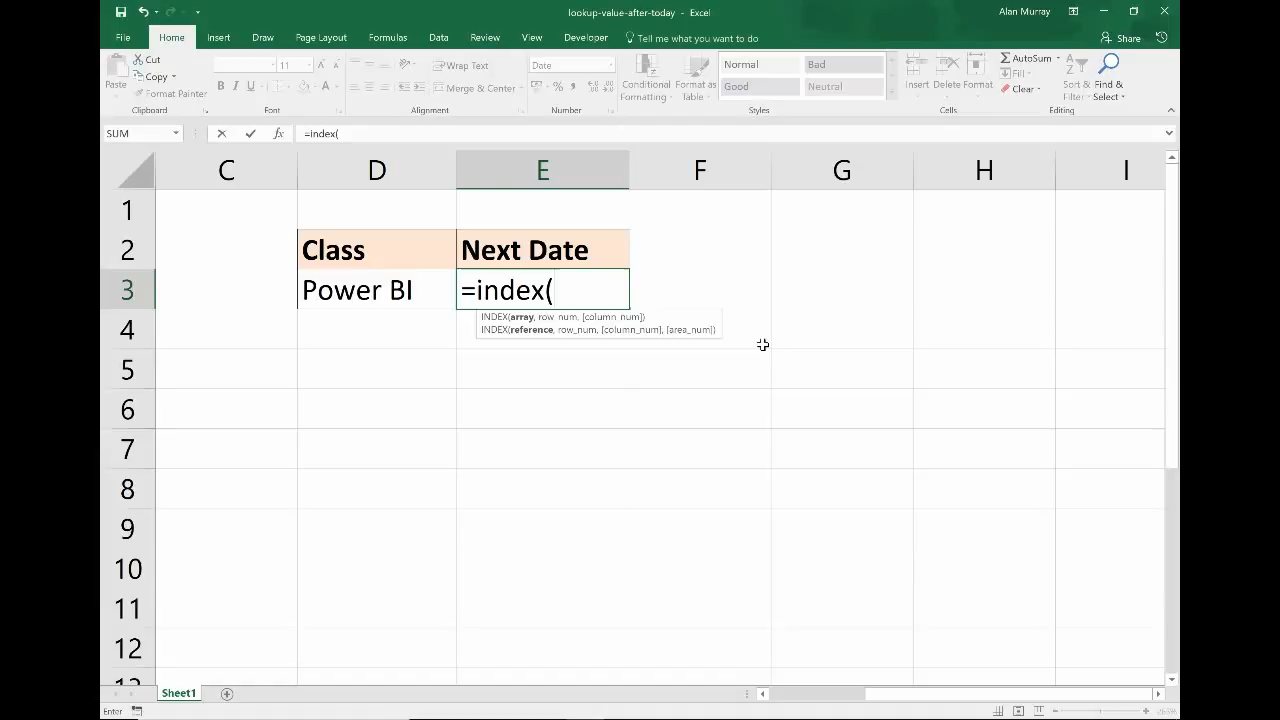 lookup-value-after-today - Excel
Alan Murray
File Home Insert Draw Page Layout Formulas Data Review View Developer Tell me what you want to do Share
Cut
Copy
Format Painter
Paste
Clipboard
11
A A
B I U A
Font
Wrap Text
Merge & Center
Alignment
Date
%
Number
Conditional Formatting
Format as Table
Normal Bad
Good Neutral
Styles
Insert Delete Format
Cells
AutoSum
Fill
Clear
Sort & Filter
Find & Select
Editing
SUM fx =index(
C D E F G H I
1
2 Class Next Date
3 Power BI =index(
INDEX(array, row_num, [column_num])
INDEX(reference, row_num, [column_num], [area_num])
4
5
6
7
8
9
10
11
12
13
Sheet1
Enter